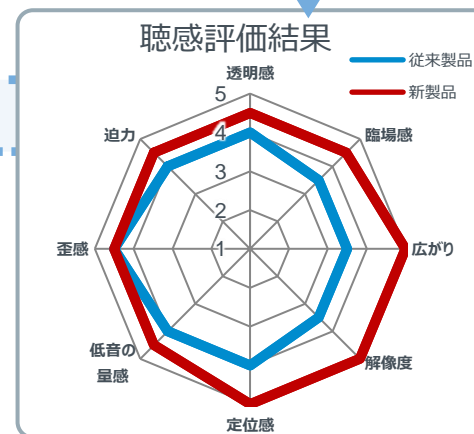 聴感評価結果
従来製品
新製品
透明感
臨場感
広がり
解像度
定位感
低音の
量感
歪感
迫力
5
4
3
2
1